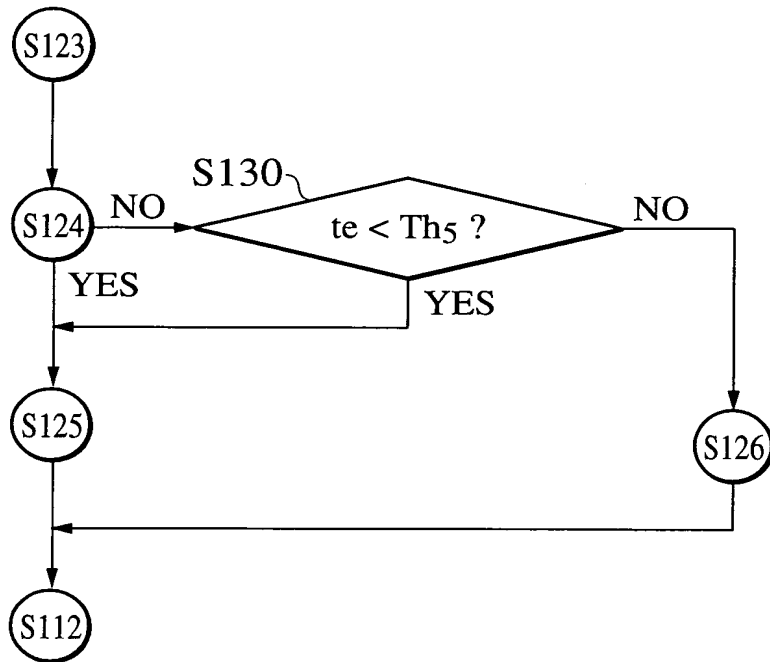 S123
S130
S124
NO
te < Th5 ?
NO
YES
YES
S125
S126
S112